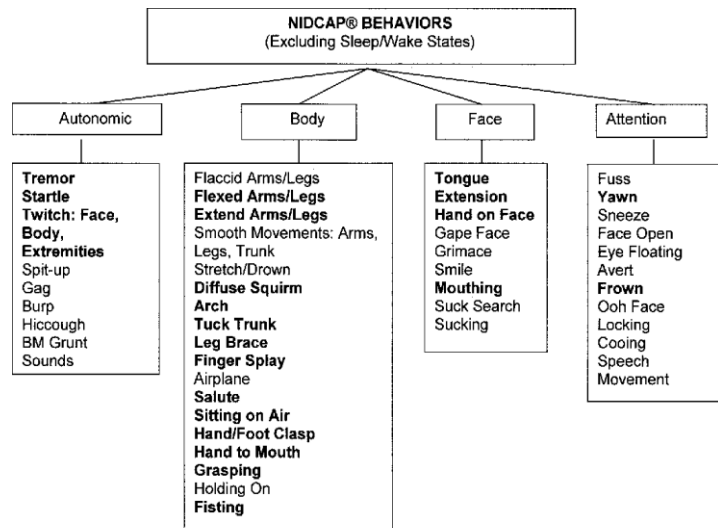 NIDCAP® BEHAVIORS
(Excluding Sleep/Wake States)
Autonomic
Body
Face
Attention
Tremor
Startle
Twitch: Face,
Body,
Extremities
Spit-up
Gag
Burp
Hiccough
BM Grunt
Sounds
Flaccid Arms/Legs
Flexed Arms/Legs
Extend Arms/Legs
Smooth Movements: Arms,
Legs, Trunk
Stretch/Drown
Diffuse Squirm
Arch
Tuck Trunk
Leg Brace
Finger Splay
Airplane
Salute
Sitting on Air
Hand/Foot Clasp
Hand to Mouth
Grasping
Holding On
Fisting
Tongue
Extension
Hand on Face
Gape Face
Grimace
Smile
Mouthing
Suck Search
Sucking
Fuss
Yawn
Sneeze
Face Open
Eye Floating
Avert
Frown
Ooh Face
Locking
Cooing
Speech
Movement